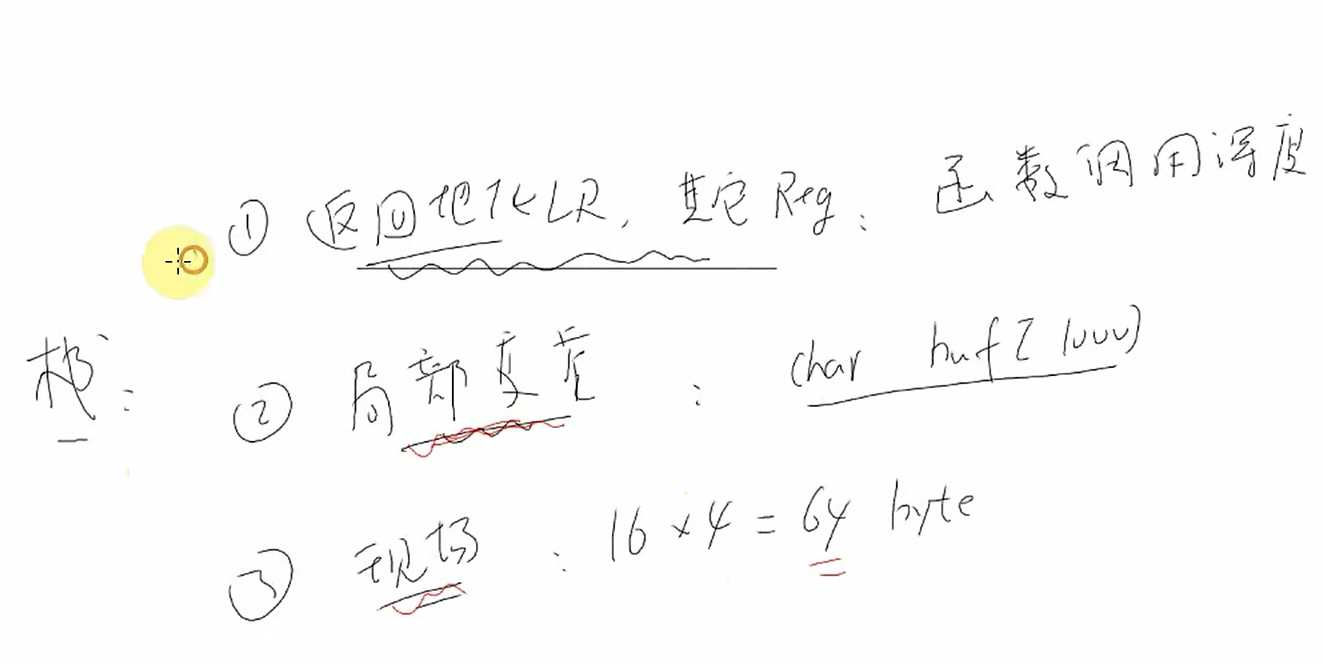 ① 返回地址LR, 其它Reg: 函数调用深度
栈:
② 局部变量 : char buf[1000]
③ 现场 : 16×4=64 byte